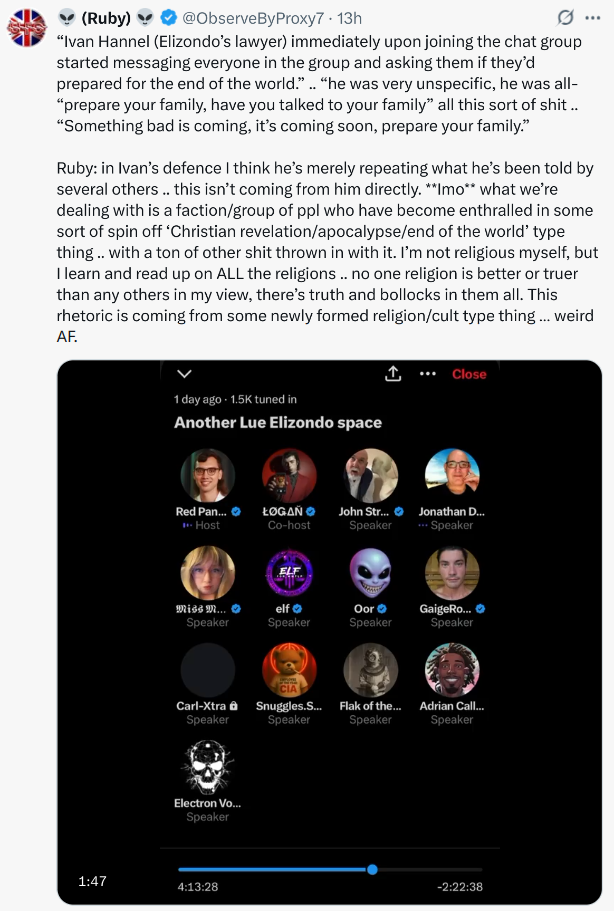 👽 (Ruby) 👽 @ObserveByProxy7 · 13h
“Ivan Hannel (Elizondo’s lawyer) immediately upon joining the chat group
started messaging everyone in the group and asking them if they’d
prepared for the end of the world.” .. “he was very unspecific, he was all-
“prepare your family, have you talked to your family” all this sort of shit ..
“Something bad is coming, it’s coming soon, prepare your family.”
Ruby: in Ivan’s defence I think he’s merely repeating what he’s been told by
several others .. this isn’t coming from him directly. **Imo** what we’re
dealing with is a faction/group of ppl who have become enthralled in some
sort of spin off ‘Christian revelation/apocalypse/end of the world’ type
thing .. with a ton of other shit thrown in with it. I’m not religious myself, but
I learn and read up on ALL the religions .. no one religion is better or truer
than any others in my view, there’s truth and bollocks in them all. This
rhetoric is coming from some newly formed religion/cult type thing ... weird
AF.
Close
1 day ago · 1.5K tuned in
Another Lue Elizondo space
Red Pan... ŁØGΔŇ John Str... Jonathan D...
Host Co-host Speaker Speaker
ELF
𝕸𝖎𝖘𝖘 𝕸... elf Oor GaigeRo...
Speaker Speaker Speaker Speaker
CIA
Carl-Xtra Snuggles.S... Flak of the... Adrian Call...
Speaker Speaker Speaker Speaker
Electron Vo...
Speaker
1:47
4:13:28 -2:22:38